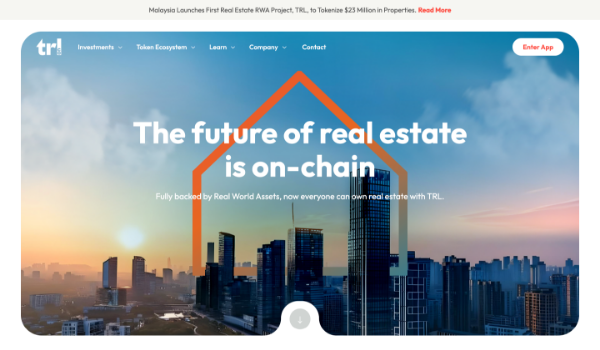 Malaysia Launches First Real Estate RWA Project, TRL, to Tokenize $23 Million in Properties. Read More
trl Investments Token Ecosystem Learn Company Contact Enter App
The future of real estate
is on-chain
Fully backed by Real World Assets, now everyone can own real estate with TRL.